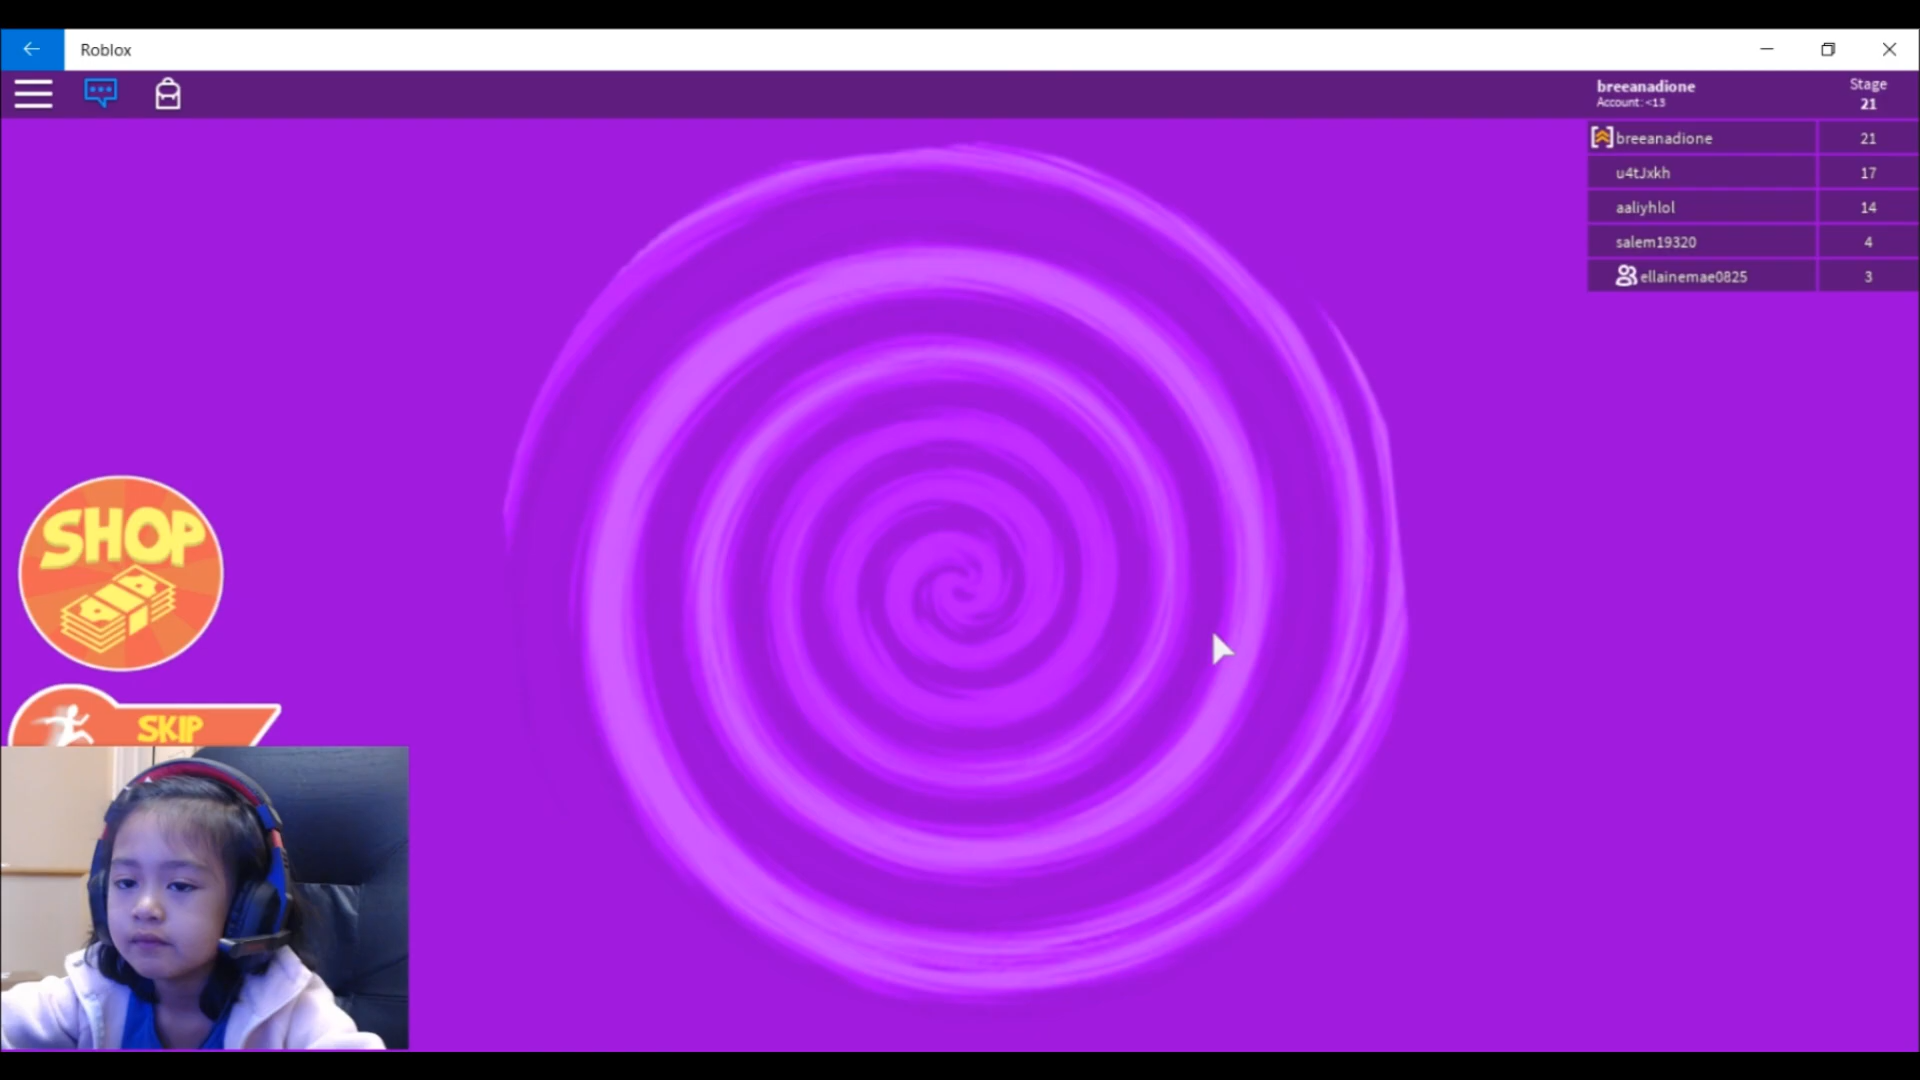 Roblox
breeanadione
Account: <13
Stage
21
breeanadione 21
u4tJxkh 17
aaliyhlol 14
salem19320 4
ellainemae0825 3
SHOP
SKIP